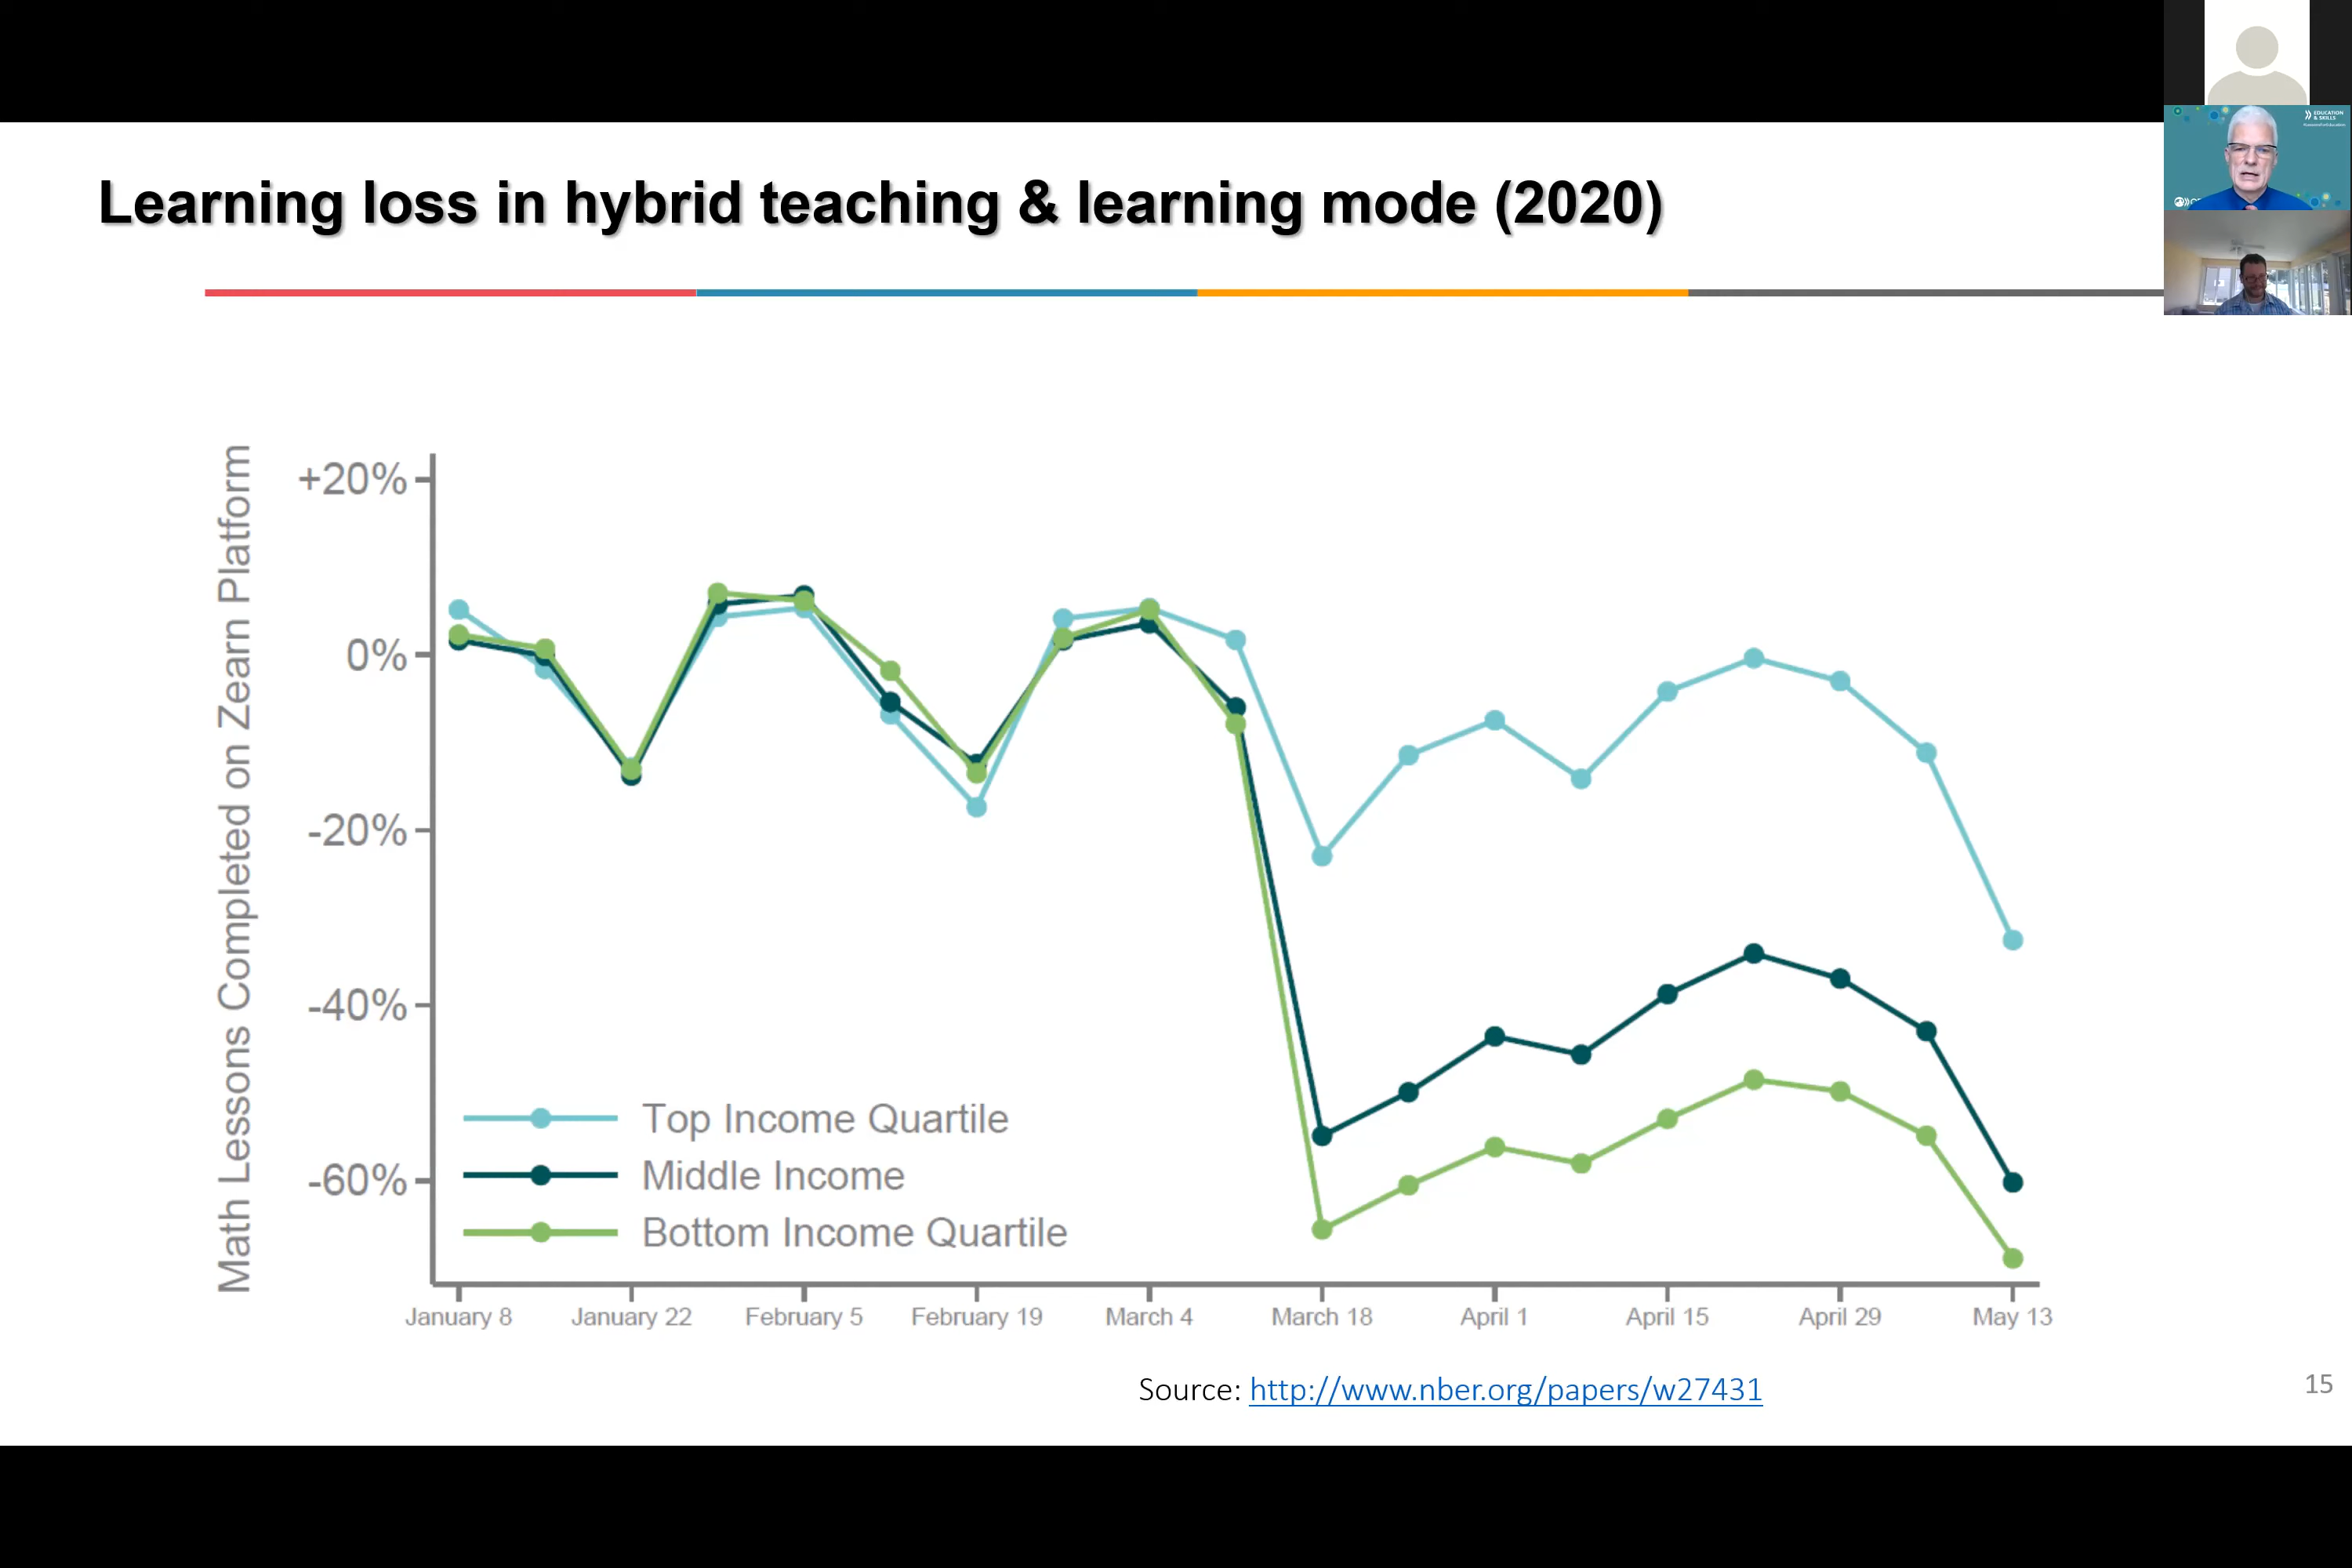 Learning loss in hybrid teaching & learning mode (2020)
EDUCATION
& SKILLS
Math Lessons Completed on Zearn Platform
+20%
0%
-20%
-40%
-60%
Top Income Quartile
Middle Income
Bottom Income Quartile
January 8
January 22
February 5
February 19
March 4
March 18
April 1
April 15
April 29
May 13
Source: http://www.nber.org/papers/w27431
15